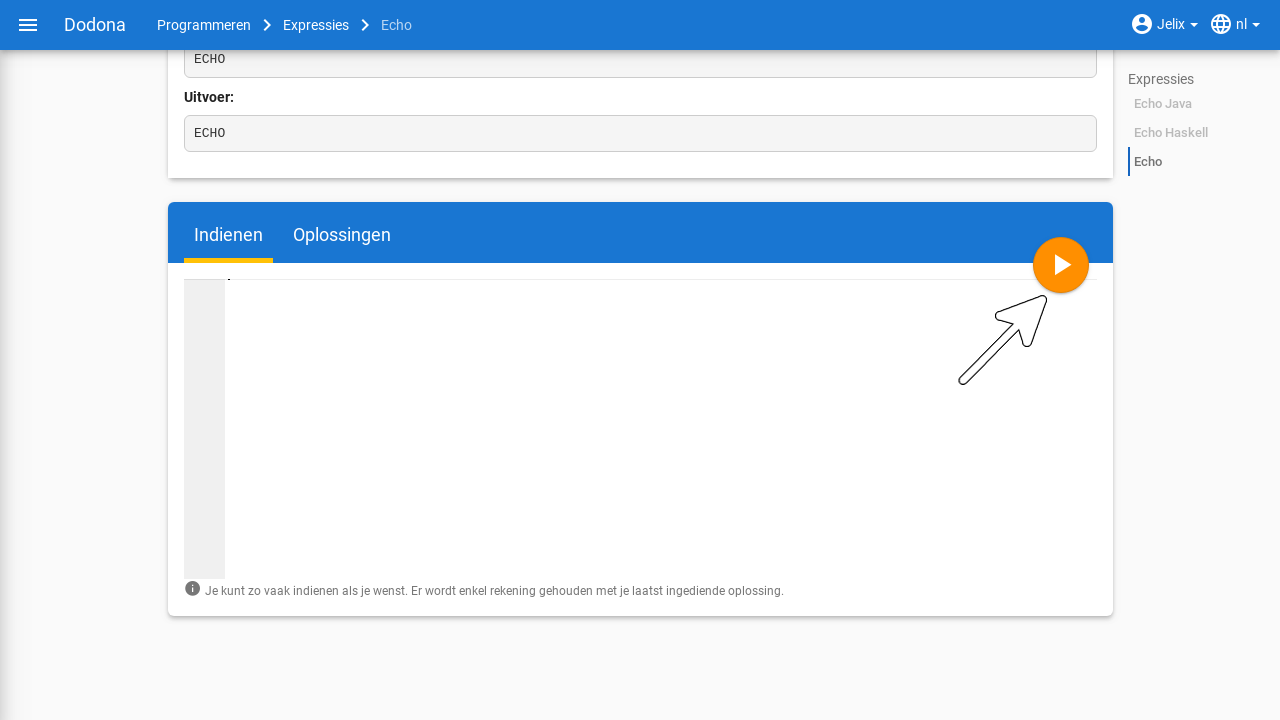 Dodona Programmeren Expressies Echo Jelix nl
ECHO
Uitvoer:
ECHO
Expressies
Echo Java
Echo Haskell
Echo
Indienen Oplossingen
Je kunt zo vaak indienen als je wenst. Er wordt enkel rekening gehouden met je laatst ingediende oplossing.